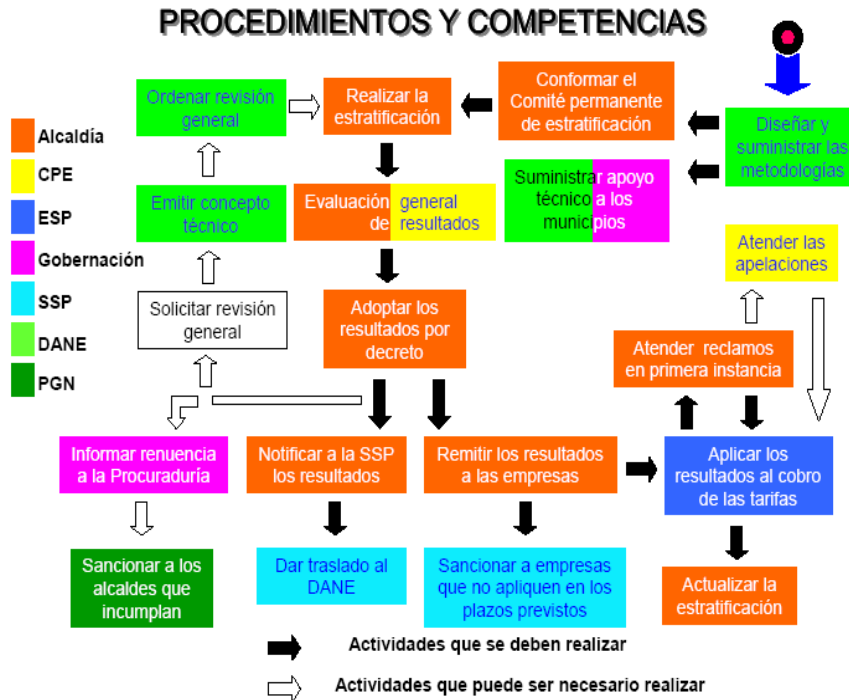 PROCEDIMIENTOS Y COMPETENCIAS
Alcaldía
CPE
ESP
Gobernación
SSP
DANE
PGN
Ordenar revisión
general
Realizar la
estratificación
Conformar el
Comité permanente
de estratificación
Diseñar y
suministrar las
metodologías
Emitir concepto
técnico
Evaluación general
de resultados
Suministrar apoyo
técnico a los
municípios
Atender las
apelaciones
Solicitar revisión
general
Adoptar los
resultados por
decreto
Atender reclamos
en primera instancia
Informar renuencia
a la Procuraduría
Notificar a la SSP
los resultados
Remitir los resultados
a las empresas
Aplicar los
resultados al cobro
de las tarifas
Sancionar a los
alcaldes que
incumplan
Dar traslado al
DANE
Sancionar a empresas
que no apliquen en los
plazos previstos
Actualizar la
estratificación
Actividades que se deben realizar
Actividades que puede ser necesario realizar